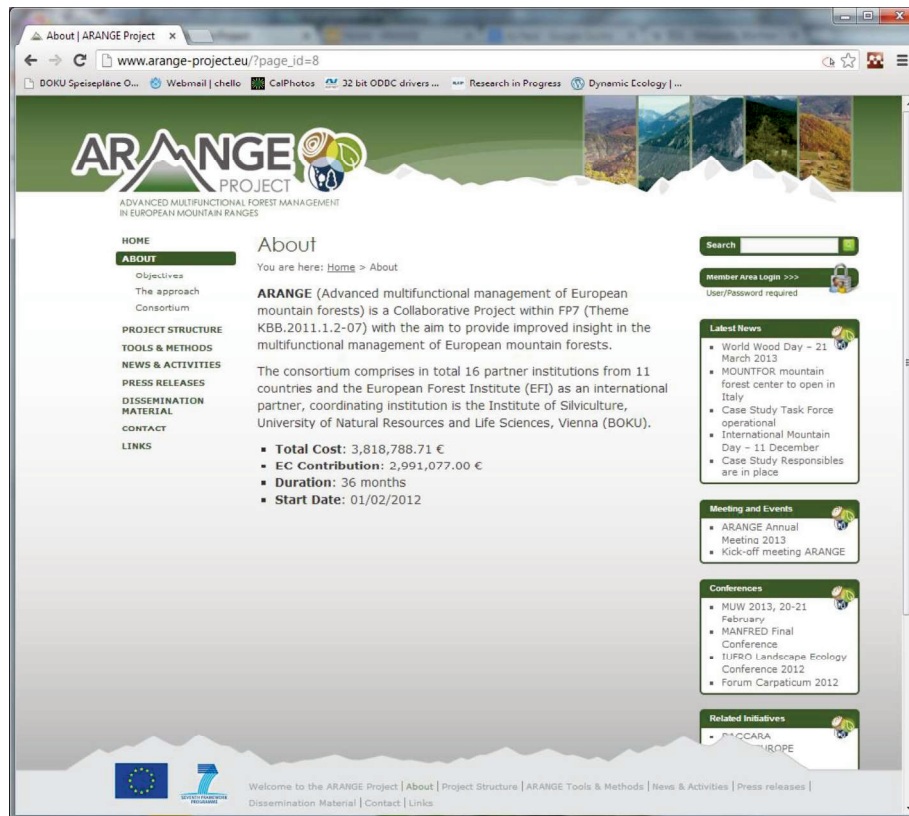 About | ARANGE Project
www.arange-project.eu/?page_id=8
BOKU Speisepläne O...
Webmail | chello
CalPhotos
32 bit ODBC drivers ...
Research in Progress
Dynamic Ecology | ...
ARANGE
PROJECT
ADVANCED MULTIFUNCTIONAL FOREST MANAGEMENT
IN EUROPEAN MOUNTAIN RANGES
HOME
ABOUT
Objectives
The approach
Consortium
PROJECT STRUCTURE
TOOLS & METHODS
NEWS & ACTIVITIES
PRESS RELEASES
DISSEMINATION
MATERIAL
CONTACT
LINKS
About
You are here: Home > About
ARANGE (Advanced multifunctional management of European
mountain forests) is a Collaborative Project within FP7 (Theme
KBB.2011.1.2-07) with the aim to provide improved insight in the
multifunctional management of European mountain forests.
The consortium comprises in total 16 partner institutions from 11
countries and the European Forest Institute (EFI) as an international
partner, coordinating institution is the Institute of Silviculture,
University of Natural Resources and Life Sciences, Vienna (BOKU).
Total Cost: 3,818,788.71 €
EC Contribution: 2,991,077.00 €
Duration: 36 months
Start Date: 01/02/2012
Search
Member Area Login >>>
User/Password required
Latest News
World Wood Day – 21
March 2013
MOUNTFOR mountain
forest center to open in
Italy
Case Study Task Force
operational
International Mountain
Day – 11 December
Case Study Responsibles
are in place
Meeting and Events
ARANGE Annual
Meeting 2013
Kick-off meeting ARANGE
Conferences
MUW 2013, 20-21
February
MANFRED Final
Conference
IUFRO Landscape Ecology
Conference 2012
Forum Carpaticum 2012
Related Initiatives
BACCARA
SEVENTH FRAMEWORK
PROGRAMME
Welcome to the ARANGE Project | About | Project Structure | ARANGE Tools & Methods | News & Activities | Press releases |
Dissemination Material | Contact | Links